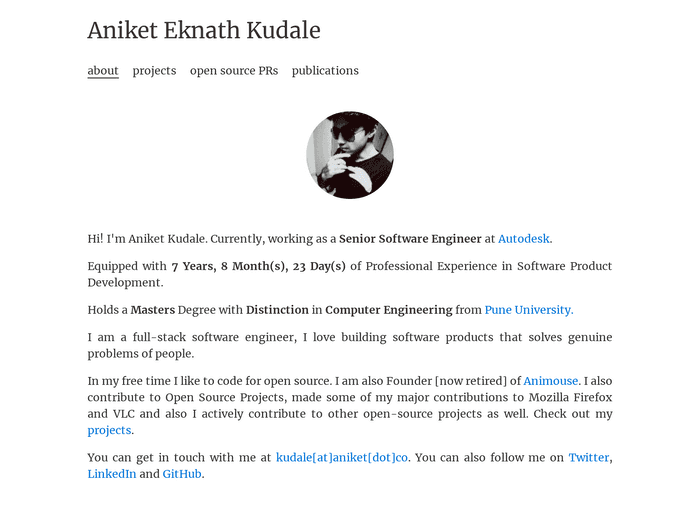 Aniket Eknath Kudale
about projects open source PRs publications
Hi! I'm Aniket Kudale. Currently, working as a Senior Software Engineer at Autodesk.
Equipped with 7 Years, 8 Month(s), 23 Day(s) of Professional Experience in Software Product
Development.
Holds a Masters Degree with Distinction in Computer Engineering from Pune University.
I am a full-stack software engineer, I love building software products that solves genuine
problems of people.
In my free time I like to code for open source. I am also Founder [now retired] of Animouse. I also
contribute to Open Source Projects, made some of my major contributions to Mozilla Firefox
and VLC and also I actively contribute to other open-source projects as well. Check out my
projects.
You can get in touch with me at kudale[at]aniket[dot]co. You can also follow me on Twitter,
LinkedIn and GitHub.